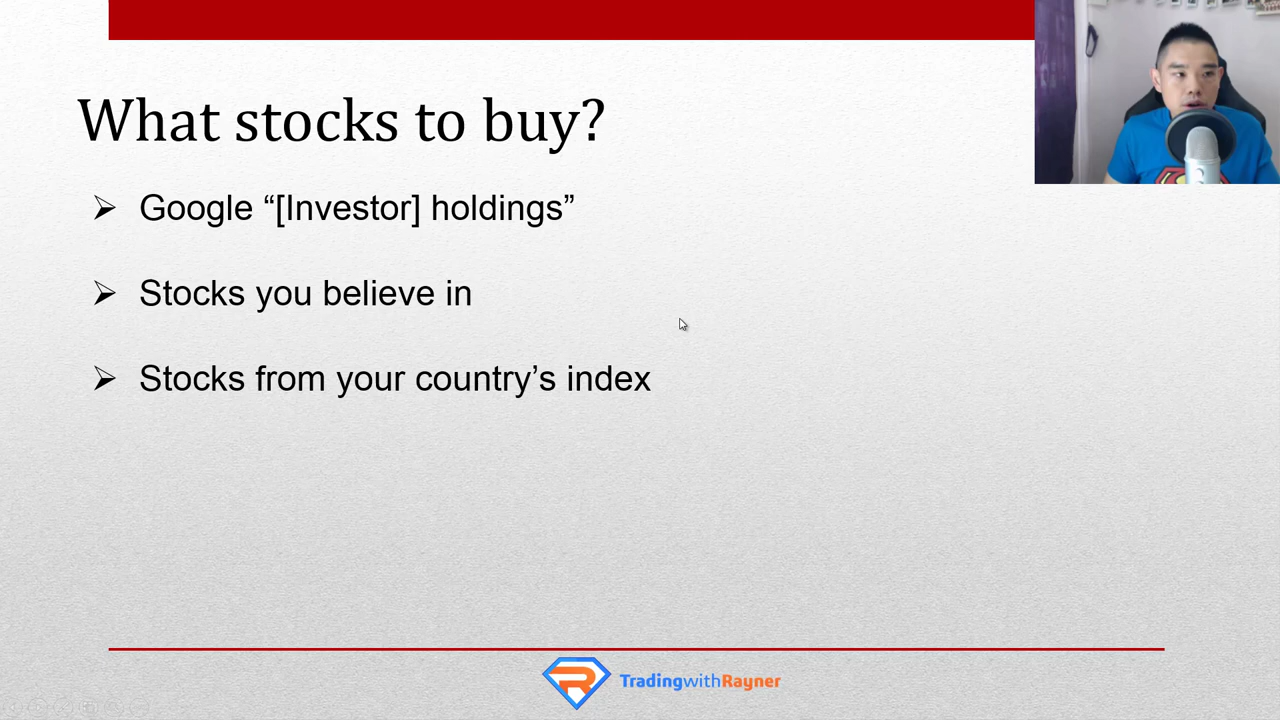 What stocks to buy?
Google “[Investor] holdings”
Stocks you believe in
Stocks from your country’s index
TradingwithRayner